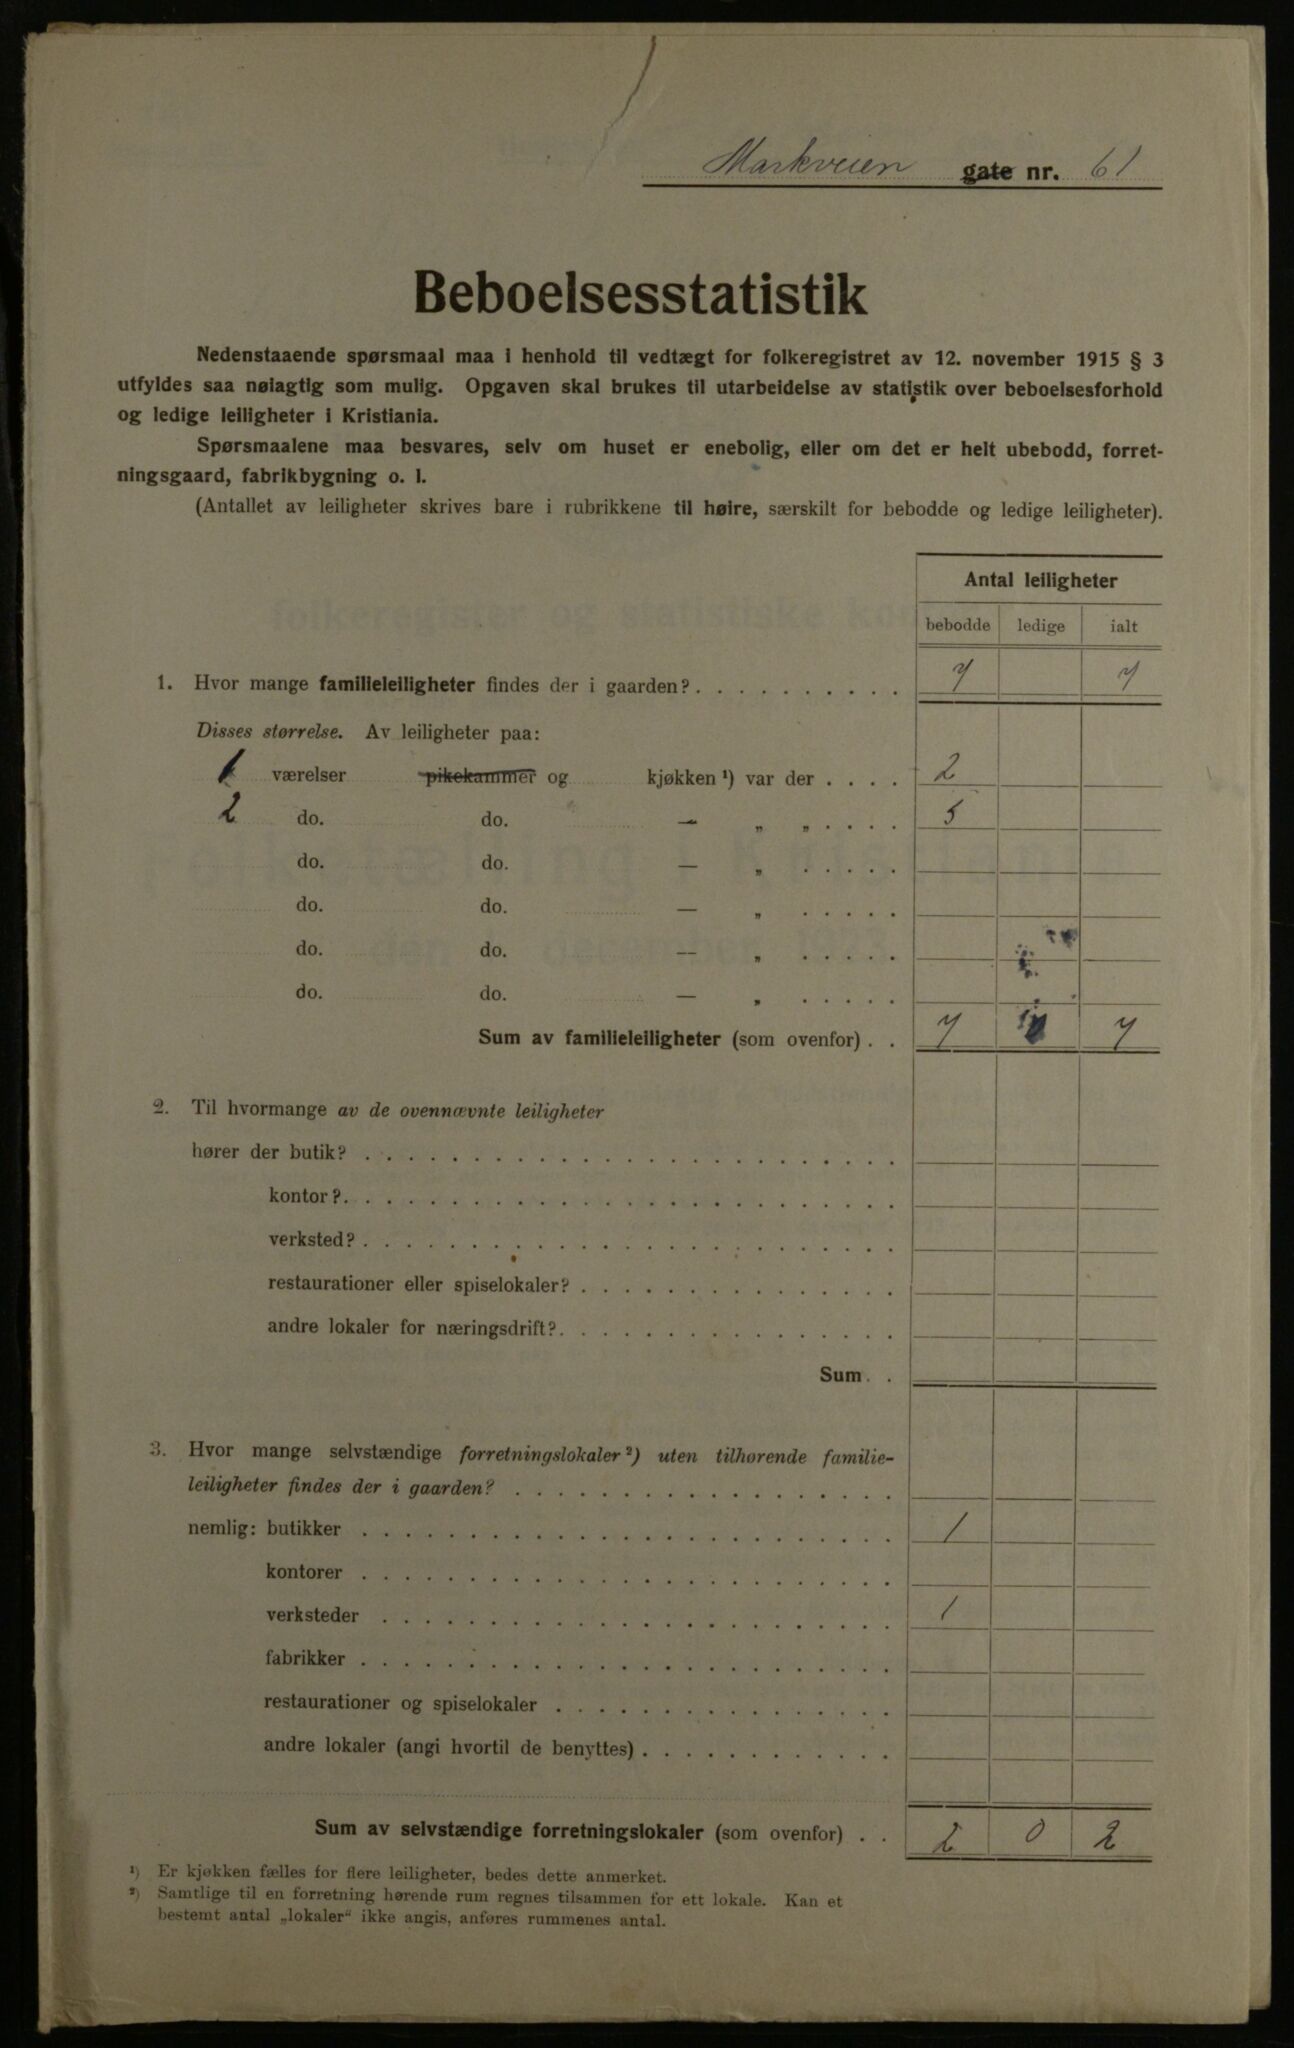 Markveien gate nr. 61
Beboelsesstatistik
Nedenstaaende spørsmaal maa i henhold til vedtægt for folkeregistret av 12. november 1915 § 3
utfyldes saa nøiagtig som mulig. Opgaven skal brukes til utarbeidelse av statistik over beboelsesforhold
og ledige leiligheter i Kristiania.
Spørsmaalene maa besvares, selv om huset er enebolig, eller om det er helt ubebodd, forret-
ningsgaard, fabrikbygning o. l.
(Antallet av leiligheter skrives bare i rubrikkene til høire, særskilt for bebodde og ledige leiligheter).
Antal leiligheter
bebodde ledige ialt
1. Hvor mange familieleiligheter findes der i gaarden? . . . . . . . . . . 7 7
Disses størrelse. Av leiligheter paa:
1 værelser pikekammer og kjøkken ¹) var der . . . . 2
2 do. do. — „ „ . . . . . 5
do. do. — „ . . . . .
do. do. — „ . . . . .
do. do. — „ . . . . .
do. do. — „ . . . . .
Sum av familieleiligheter (som ovenfor) . . 7 7
2. Til hvormange av de ovennævnte leiligheter
hører der butik? . . . . . . . . . . . . . . . . . . .
kontor? . . . . . . . . . . . . . . . . . . . .
verksted? . . . . . . . . . . . . . . . . . . .
restaurationer eller spiselokaler? . . . . . . . . . . . . . . .
andre lokaler for næringsdrift? . . . . . . . . . . . . . . . .
Sum . .
3. Hvor mange selvstændige forretningslokaler ²) uten tilhørende familie-
leiligheter findes der i gaarden? . . . . . . . . . . . . . . . . . .
nemlig: butikker . . . . . . . . . . . . . . . . . . . 1
kontorer . . . . . . . . . . . . . . . . . . .
verksteder . . . . . . . . . . . . . . . . . . 1
fabrikker . . . . . . . . . . . . . . . . . . .
restaurationer og spiselokaler . . . . . . . . . . . . . . . .
andre lokaler (angi hvortil de benyttes) . . . . . . . . . . . .
Sum av selvstændige forretningslokaler (som ovenfor) . . 2 0 2
¹) Er kjøkken fælles for flere leiligheter, bedes dette anmerket.
²) Samtlige til en forretning hørende rum regnes tilsammen for ett lokale. Kan et
bestemt antal „lokaler“ ikke angis, anføres rummenes antal.